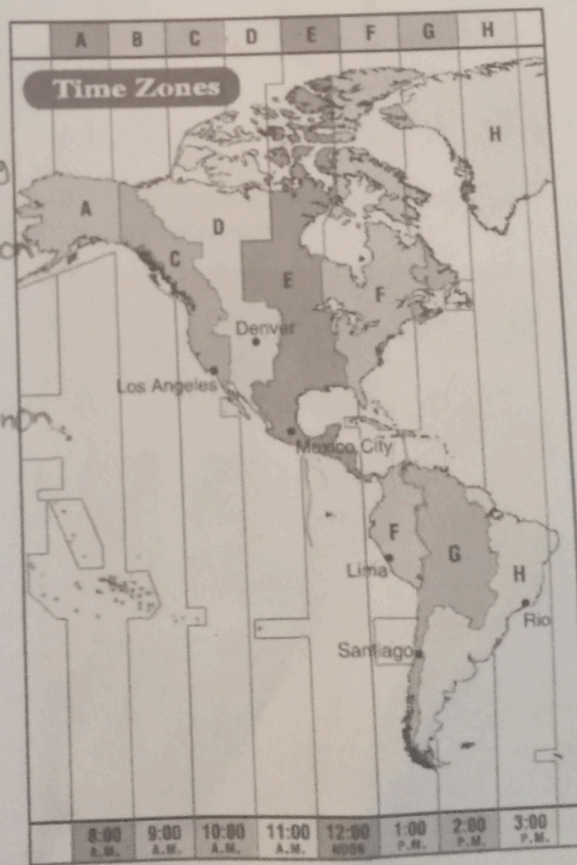 A B C D E F G H
Time Zones
H
A
D
C
E
F
Denver
Los Angeles
Mexico City
F
G
Lima
H
Rio
Santiago
8:00 9:00 10:00 11:00 12:00 1:00 2:00 3:00
A.M. A.M. A.M. A.M. NOON P.M. P.M. P.M.